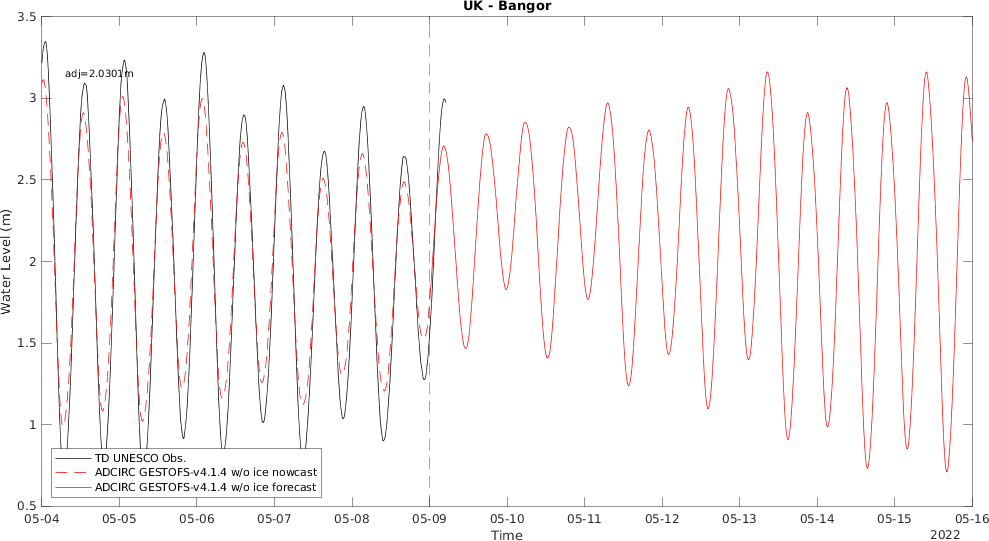 UK - Bangor
3.5
3
2.5
2
1.5
1
0.5
Water Level (m)
adj=2.0301m
TD UNESCO Obs.
ADCIRC GESTOFS-v4.1.4 w/o ice nowcast
ADCIRC GESTOFS-v4.1.4 w/o ice forecast
05-04 05-05 05-06 05-07 05-08 05-09 05-10 05-11 05-12 05-13 05-14 05-15 05-16
Time
2022